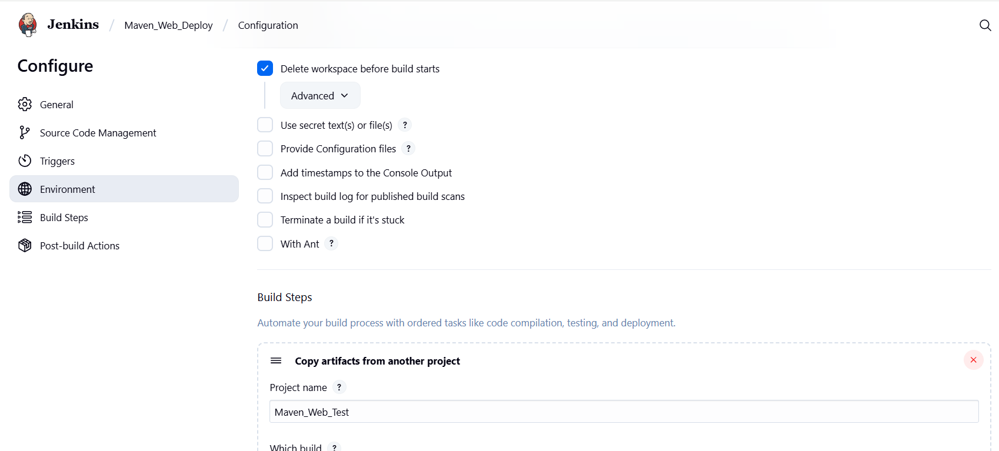 Jenkins / Maven_Web_Deploy / Configuration
Configure
General
Source Code Management
Triggers
Environment
Build Steps
Post-build Actions
Delete workspace before build starts
Advanced
Use secret text(s) or file(s) ?
Provide Configuration files ?
Add timestamps to the Console Output
Inspect build log for published build scans
Terminate a build if it's stuck
With Ant ?
Build Steps
Automate your build process with ordered tasks like code compilation, testing, and deployment.
Copy artifacts from another project
Project name ?
Maven_Web_Test
Which build ?